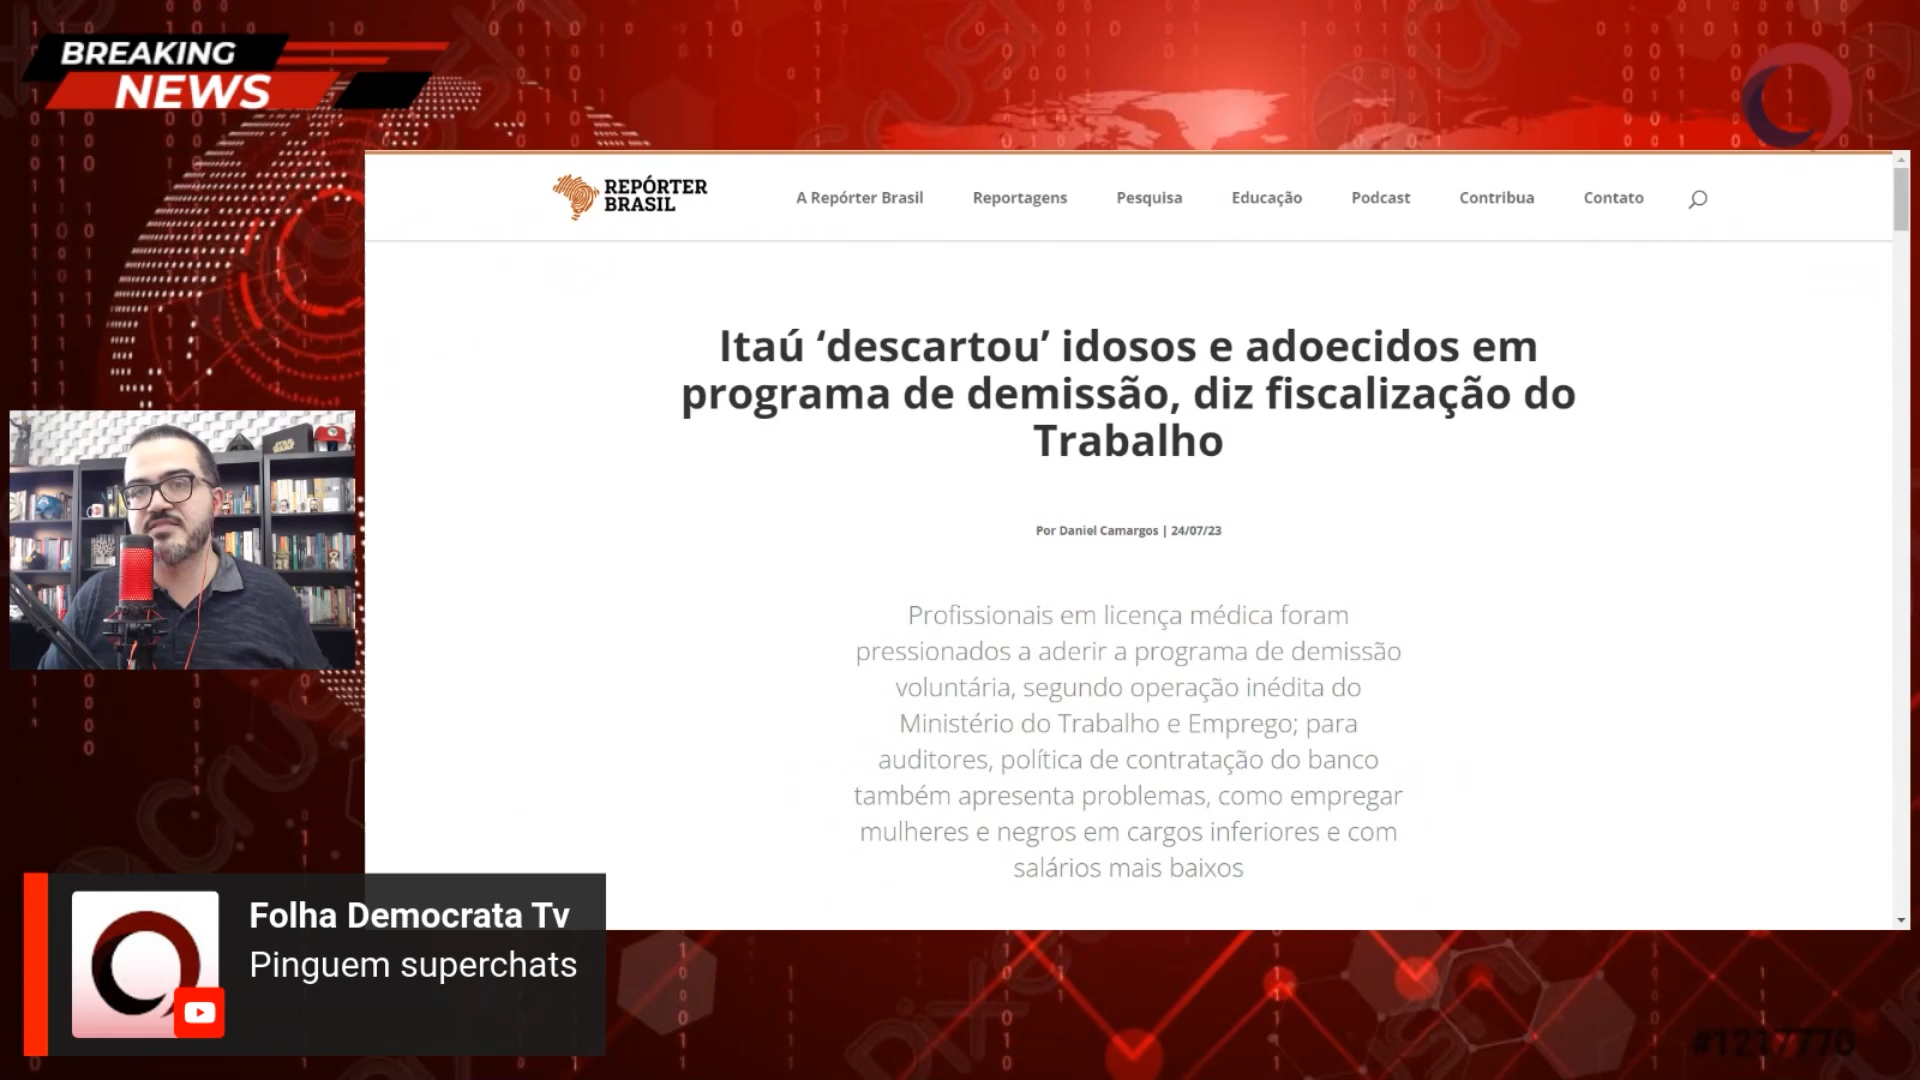 BREAKING
NEWS
REPÓRTER
BRASIL
A Repórter Brasil
Reportagens
Pesquisa
Educação
Podcast
Contribua
Contato
Itaú ‘descartou’ idosos e adoecidos em
programa de demissão, diz fiscalização do
Trabalho
Por Daniel Camargos | 24/07/23
Profissionais em licença médica foram
pressionados a aderir a programa de demissão
voluntária, segundo operação inédita do
Ministério do Trabalho e Emprego; para
auditores, política de contratação do banco
também apresenta problemas, como empregar
mulheres e negros em cargos inferiores e com
salários mais baixos
STAR
WARS
Folha Democrata Tv
Pinguem superchats
#1217770